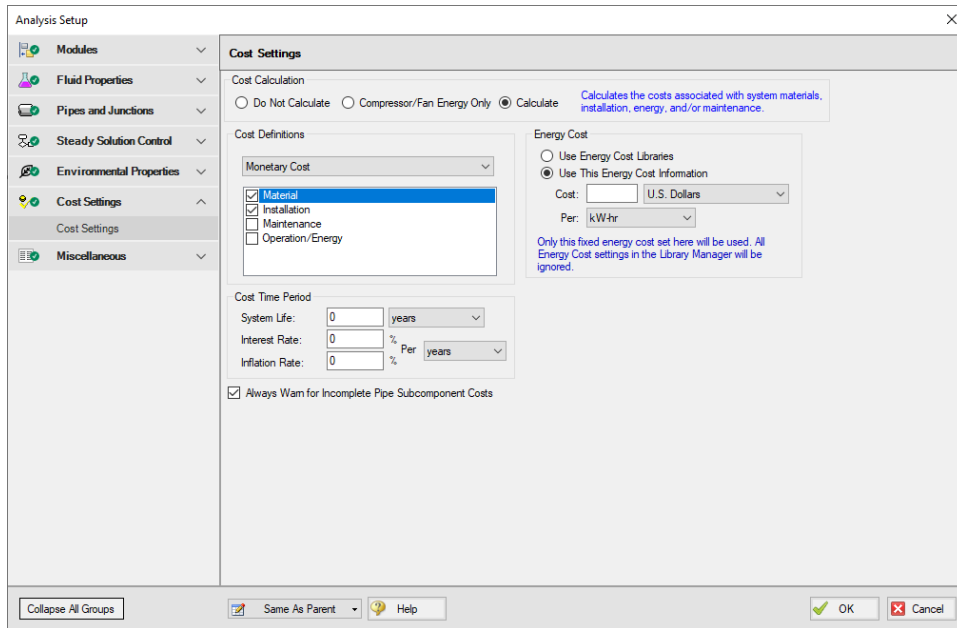 Analysis Setup
Modules
Fluid Properties
Pipes and Junctions
Steady Solution Control
Environmental Properties
Cost Settings
Cost Settings
Miscellaneous
Cost Settings
Cost Calculation
Do Not Calculate
Compressor/Fan Energy Only
Calculate
Calculates the costs associated with system materials,
installation, energy, and/or maintenance.
Cost Definitions
Monetary Cost
Material
Installation
Maintenance
Operation/Energy
Energy Cost
Use Energy Cost Libraries
Use This Energy Cost Information
Cost: U.S. Dollars
Per: kW-hr
Only this fixed energy cost set here will be used. All
Energy Cost settings in the Library Manager will be
ignored.
Cost Time Period
System Life: 0 years
Interest Rate: 0 %
Per years
Inflation Rate: 0 %
Always Warn for Incomplete Pipe Subcomponent Costs
Collapse All Groups
Same As Parent
Help
OK
Cancel